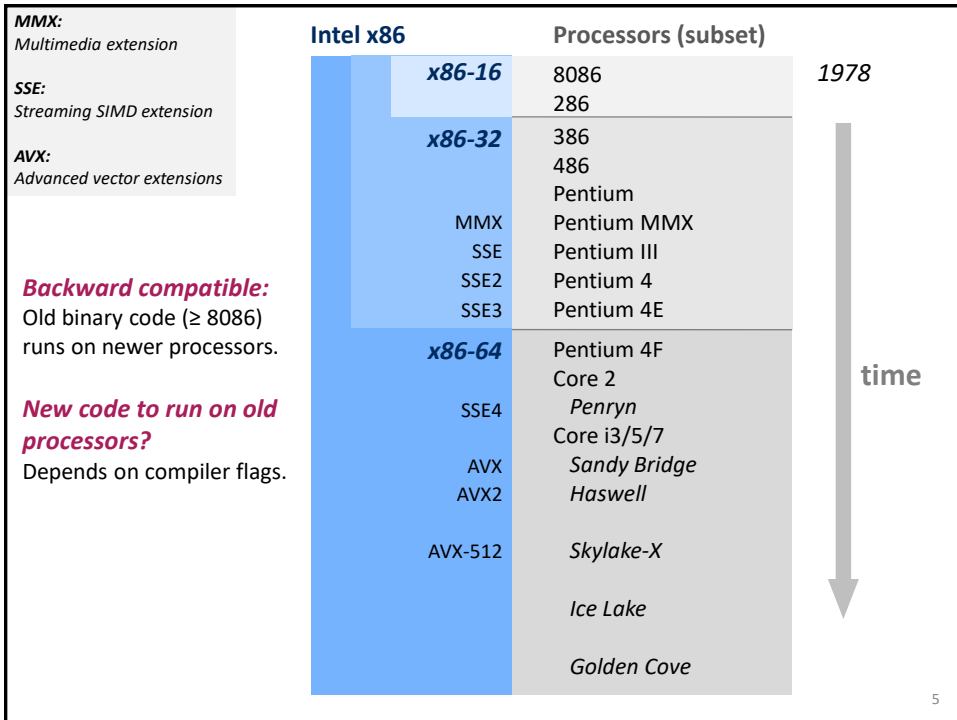 MMX:
Multimedia extension
SSE:
Streaming SIMD extension
AVX:
Advanced vector extensions
Backward compatible:
Old binary code (≥ 8086)
runs on newer processors.
New code to run on old
processors?
Depends on compiler flags.
Intel x86 Processors (subset)
x86-16 8086 1978
286
x86-32 386
486
Pentium
MMX Pentium MMX
SSE Pentium III
SSE2 Pentium 4
SSE3 Pentium 4E
x86-64 Pentium 4F
Core 2
SSE4 Penryn
Core i3/5/7
AVX Sandy Bridge
AVX2 Haswell
AVX-512 Skylake-X
Ice Lake
Golden Cove
time
5